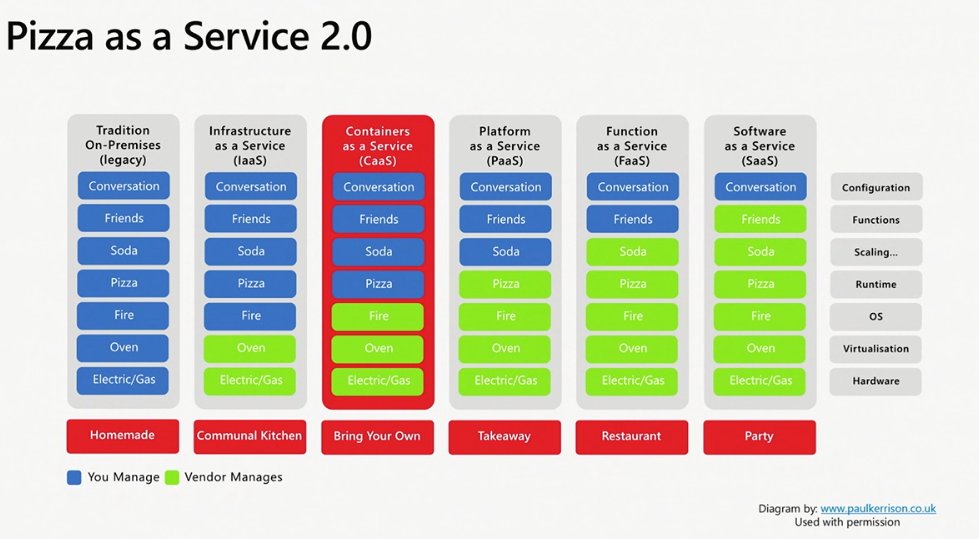 Pizza as a Service 2.0
Tradition
On-Premises
(legacy)
Conversation
Friends
Soda
Pizza
Fire
Oven
Electric/Gas
Homemade
Infrastructure
as a Service
(IaaS)
Conversation
Friends
Soda
Pizza
Fire
Oven
Electric/Gas
Communal Kitchen
Containers
as a Service
(CaaS)
Conversation
Friends
Soda
Pizza
Fire
Oven
Electric/Gas
Bring Your Own
Platform
as a Service
(PaaS)
Conversation
Friends
Soda
Pizza
Fire
Oven
Electric/Gas
Takeaway
Function
as a Service
(FaaS)
Conversation
Friends
Soda
Pizza
Fire
Oven
Electric/Gas
Restaurant
Software
as a Service
(SaaS)
Conversation
Friends
Soda
Pizza
Fire
Oven
Electric/Gas
Party
Configuration
Functions
Scaling...
Runtime
OS
Virtualisation
Hardware
You Manage
Vendor Manages
Diagram by: www.paulkerrison.co.uk
Used with permission